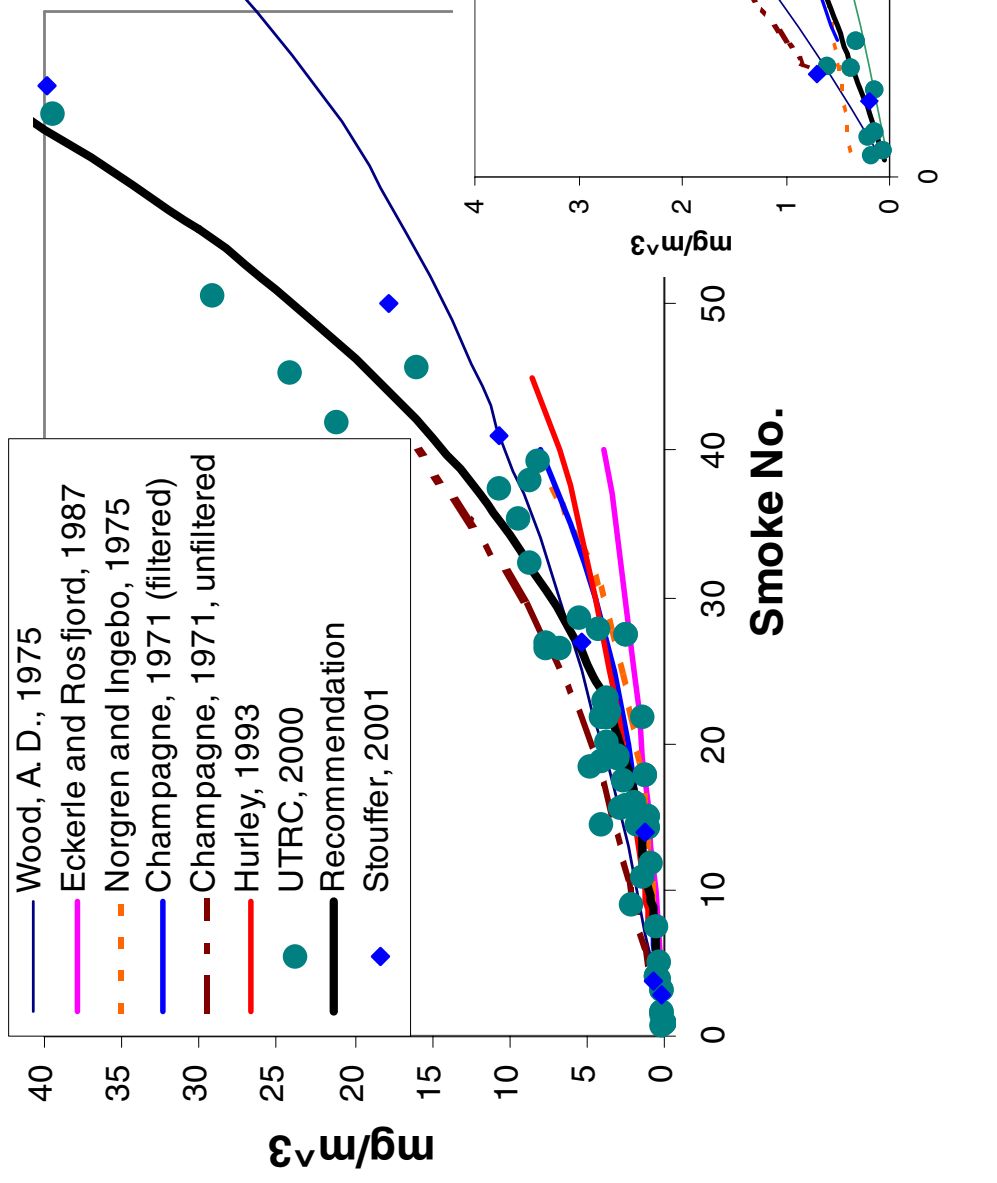 Wood, A. D., 1975
Eckerle and Rosfjord, 1987
Norgren and Ingebo, 1975
Champagne, 1971 (filtered)
Champagne, 1971, unfiltered
Hurley, 1993
UTRC, 2000
Recommendation
Stouffer, 2001
40
35
30
25
20
15
10
5
0
mg/m^3
0
10
20
30
40
50
Smoke No.
4
3
2
1
0
mg/m^3
0